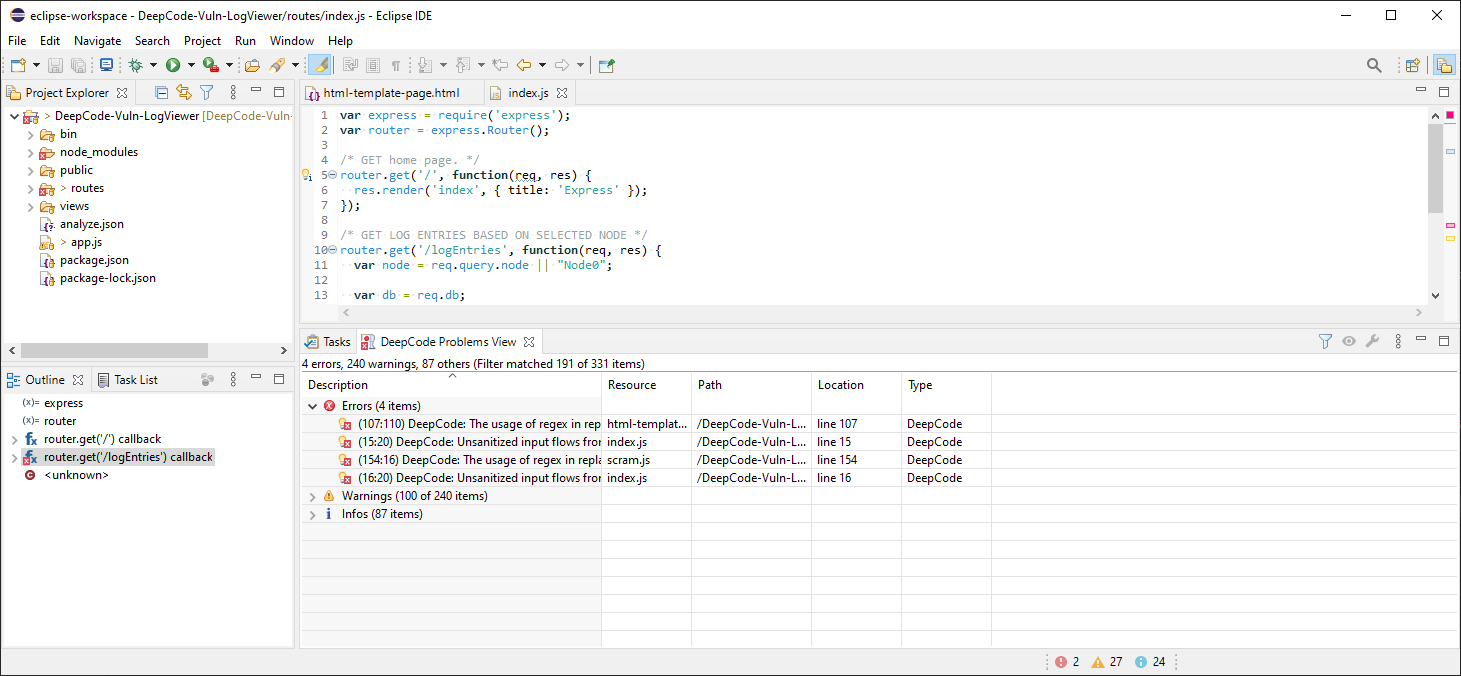 eclipse-workspace - DeepCode-Vuln-LogViewer/routes/index.js - Eclipse IDE
File Edit Navigate Search Project Run Window Help
Project Explorer
> DeepCode-Vuln-LogViewer [DeepCode-Vuln-
bin
node_modules
public
> routes
views
analyze.json
> app.js
package.json
package-lock.json
Outline Task List
(x)= express
(x)= router
router.get('/') callback
router.get('/logEntries') callback
<unknown>
html-template-page.html index.js
1 var express = require('express');
2 var router = express.Router();
3
4 /* GET home page. */
5 router.get('/', function(req, res) {
6 res.render('index', { title: 'Express' });
7 });
8
9 /* GET LOG ENTRIES BASED ON SELECTED NODE */
10 router.get('/logEntries', function(req, res) {
11 var node = req.query.node || "Node0";
12
13 var db = req.db;
Tasks DeepCode Problems View
4 errors, 240 warnings, 87 others (Filter matched 191 of 331 items)
Description Resource Path Location Type
Errors (4 items)
(107:110) DeepCode: The usage of regex in rep html-templat... /DeepCode-Vuln-L... line 107 DeepCode
(15:20) DeepCode: Unsanitized input flows fror index.js /DeepCode-Vuln-L... line 15 DeepCode
(154:16) DeepCode: The usage of regex in repla scram.js /DeepCode-Vuln-L... line 154 DeepCode
(16:20) DeepCode: Unsanitized input flows fror index.js /DeepCode-Vuln-L... line 16 DeepCode
Warnings (100 of 240 items)
Infos (87 items)
2 27 24